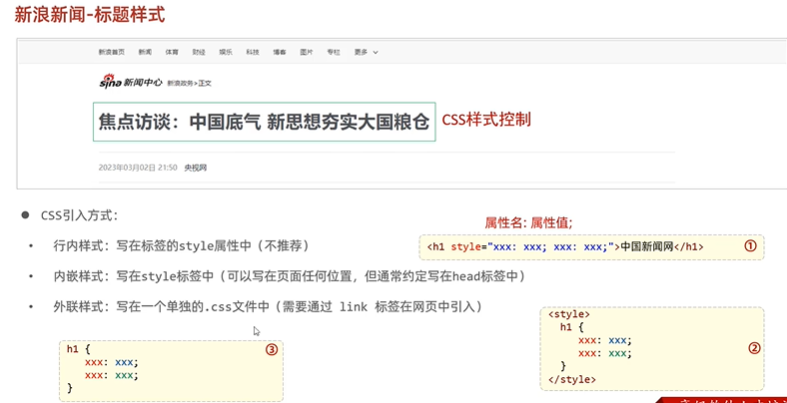 新浪新闻-标题样式
新浪首页 新闻 体育 财经 娱乐 科技 博客 图片 专栏 更多
sina 新闻中心 新浪政务>正文
焦点访谈：中国底气 新思想夯实大国粮仓 CSS样式控制
2023年03月02日 21:50 央视网
● CSS引入方式：
属性名：属性值；
• 行内样式：写在标签的style属性中（不推荐）
<h1 style="xxx: xxx; xxx: xxx;">中国新闻网</h1> ①
• 内嵌样式：写在style标签中（可以写在页面任何位置，但通常约定写在head标签中）
• 外联样式：写在一个单独的.css文件中（需要通过 link 标签在网页中引入）
<style>
h1 {
xxx: xxx;
xxx: xxx;
}
</style>
②
h1 {
xxx: xxx;
xxx: xxx;
}
③